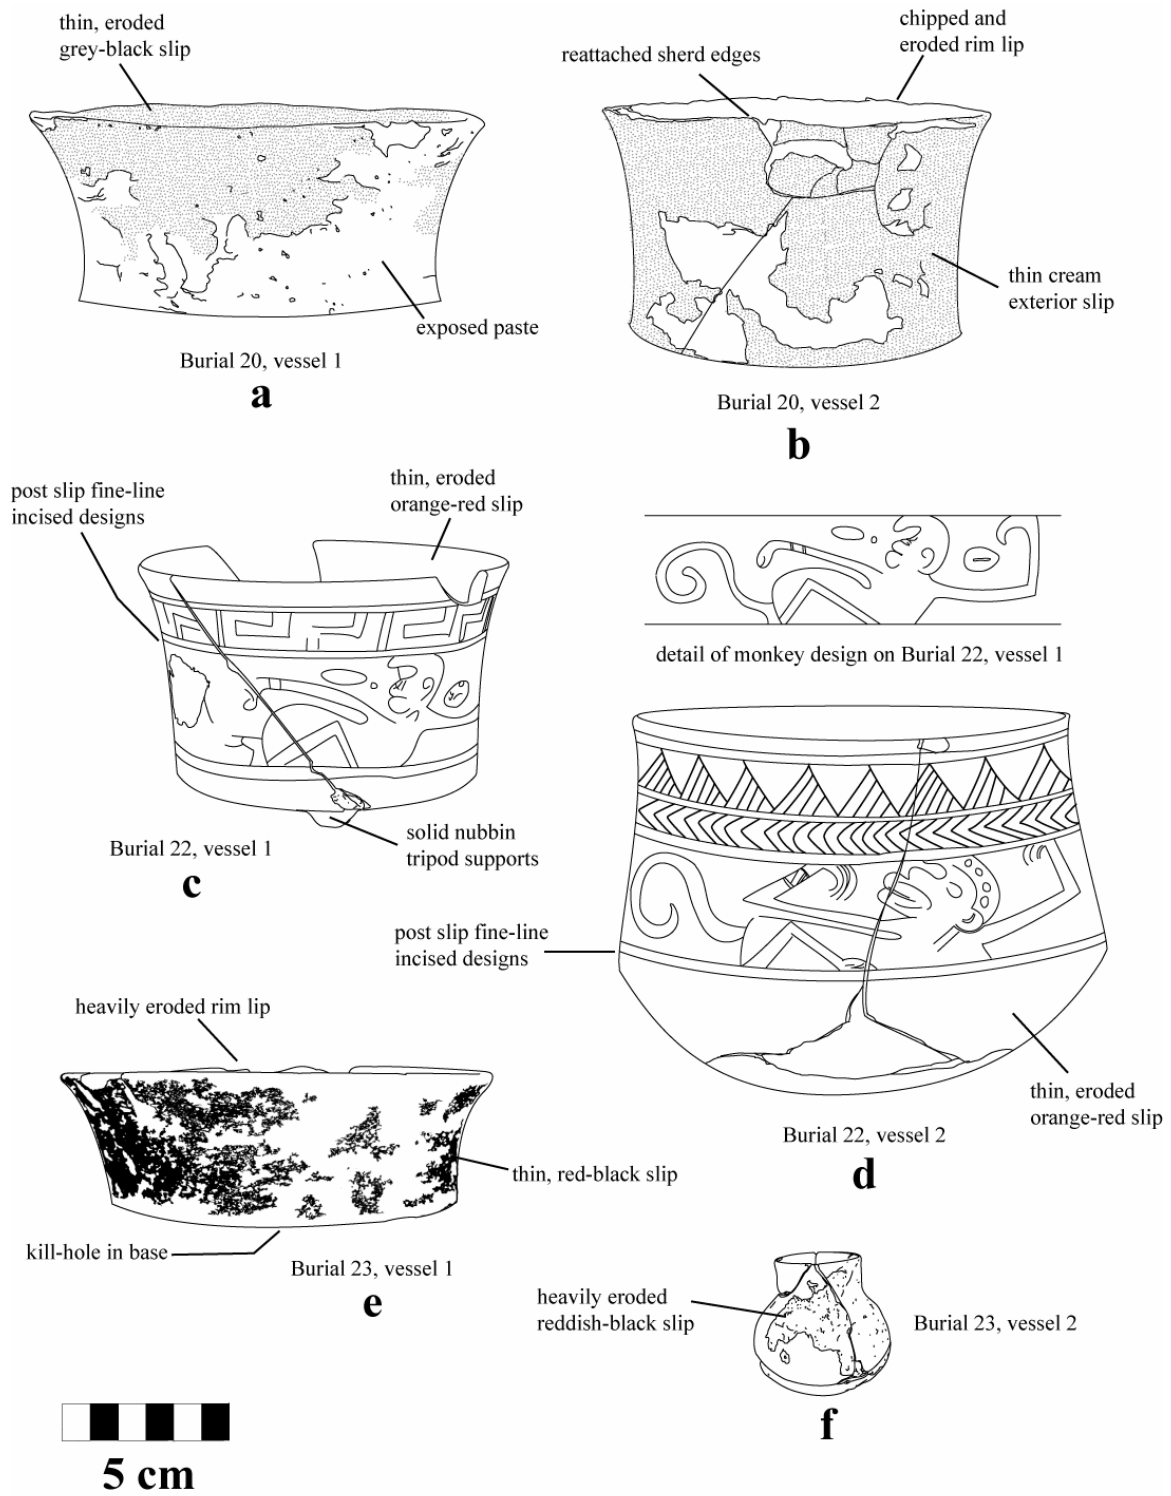 thin, eroded
grey-black slip
exposed paste
Burial 20, vessel 1
a
reattached sherd edges
chipped and
eroded rim lip
thin cream
exterior slip
Burial 20, vessel 2
b
post slip fine-line
incised designs
thin, eroded
orange-red slip
solid nubbin
tripod supports
Burial 22, vessel 1
c
detail of monkey design on Burial 22, vessel 1
post slip fine-line
incised designs
thin, eroded
orange-red slip
Burial 22, vessel 2
d
heavily eroded rim lip
thin, red-black slip
kill-hole in base
Burial 23, vessel 1
e
heavily eroded
reddish-black slip
Burial 23, vessel 2
f
5 cm